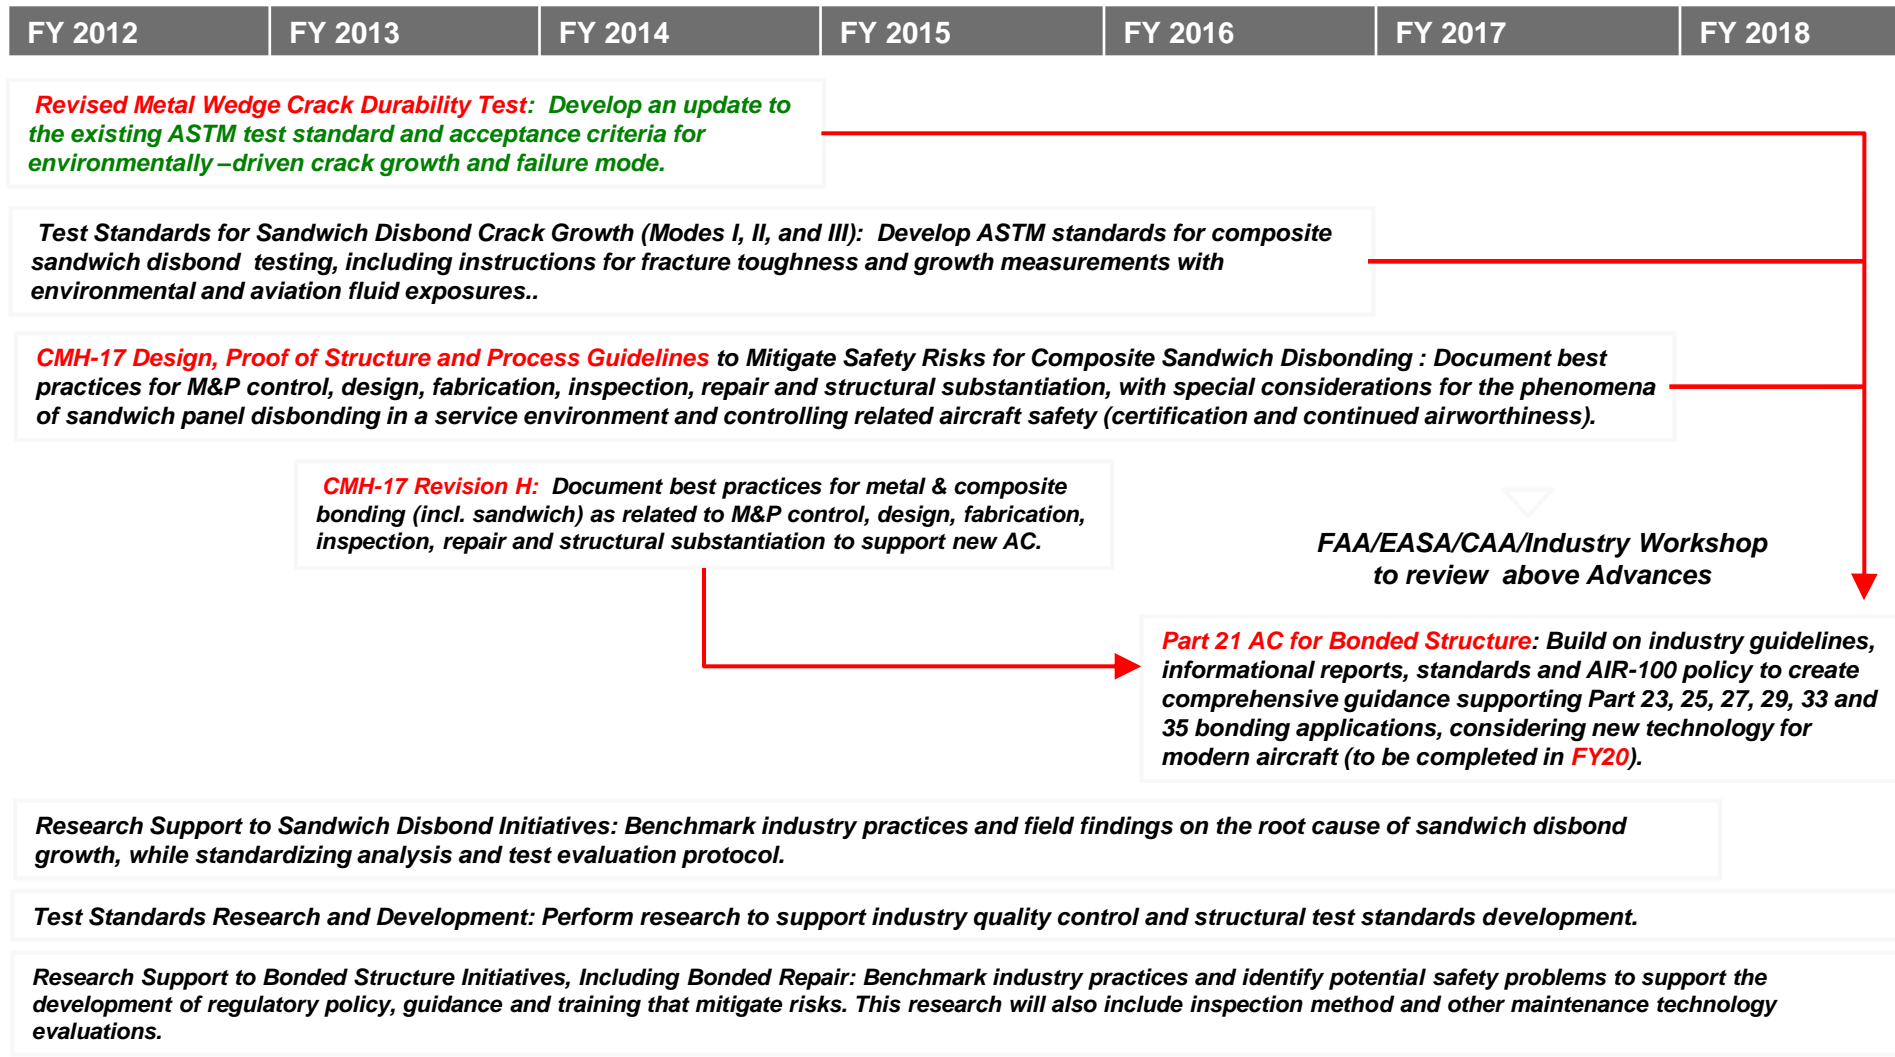 FY 2012 FY 2013 FY 2014 FY 2015 FY 2016 FY 2017 FY 2018
Revised Metal Wedge Crack Durability Test: Develop an update to
the existing ASTM test standard and acceptance criteria for
environmentally –driven crack growth and failure mode.
Test Standards for Sandwich Disbond Crack Growth (Modes I, II, and III): Develop ASTM standards for composite
sandwich disbond testing, including instructions for fracture toughness and growth measurements with
environmental and aviation fluid exposures..
CMH-17 Design, Proof of Structure and Process Guidelines to Mitigate Safety Risks for Composite Sandwich Disbonding : Document best
practices for M&P control, design, fabrication, inspection, repair and structural substantiation, with special considerations for the phenomena
of sandwich panel disbonding in a service environment and controlling related aircraft safety (certification and continued airworthiness).
CMH-17 Revision H: Document best practices for metal & composite
bonding (incl. sandwich) as related to M&P control, design, fabrication,
inspection, repair and structural substantiation to support new AC.
FAA/EASA/CAA/Industry Workshop
to review above Advances
Part 21 AC for Bonded Structure: Build on industry guidelines,
informational reports, standards and AIR-100 policy to create
comprehensive guidance supporting Part 23, 25, 27, 29, 33 and
35 bonding applications, considering new technology for
modern aircraft (to be completed in FY20).
Research Support to Sandwich Disbond Initiatives: Benchmark industry practices and field findings on the root cause of sandwich disbond
growth, while standardizing analysis and test evaluation protocol.
Test Standards Research and Development: Perform research to support industry quality control and structural test standards development.
Research Support to Bonded Structure Initiatives, Including Bonded Repair: Benchmark industry practices and identify potential safety problems to support the
development of regulatory policy, guidance and training that mitigate risks. This research will also include inspection method and other maintenance technology
evaluations.